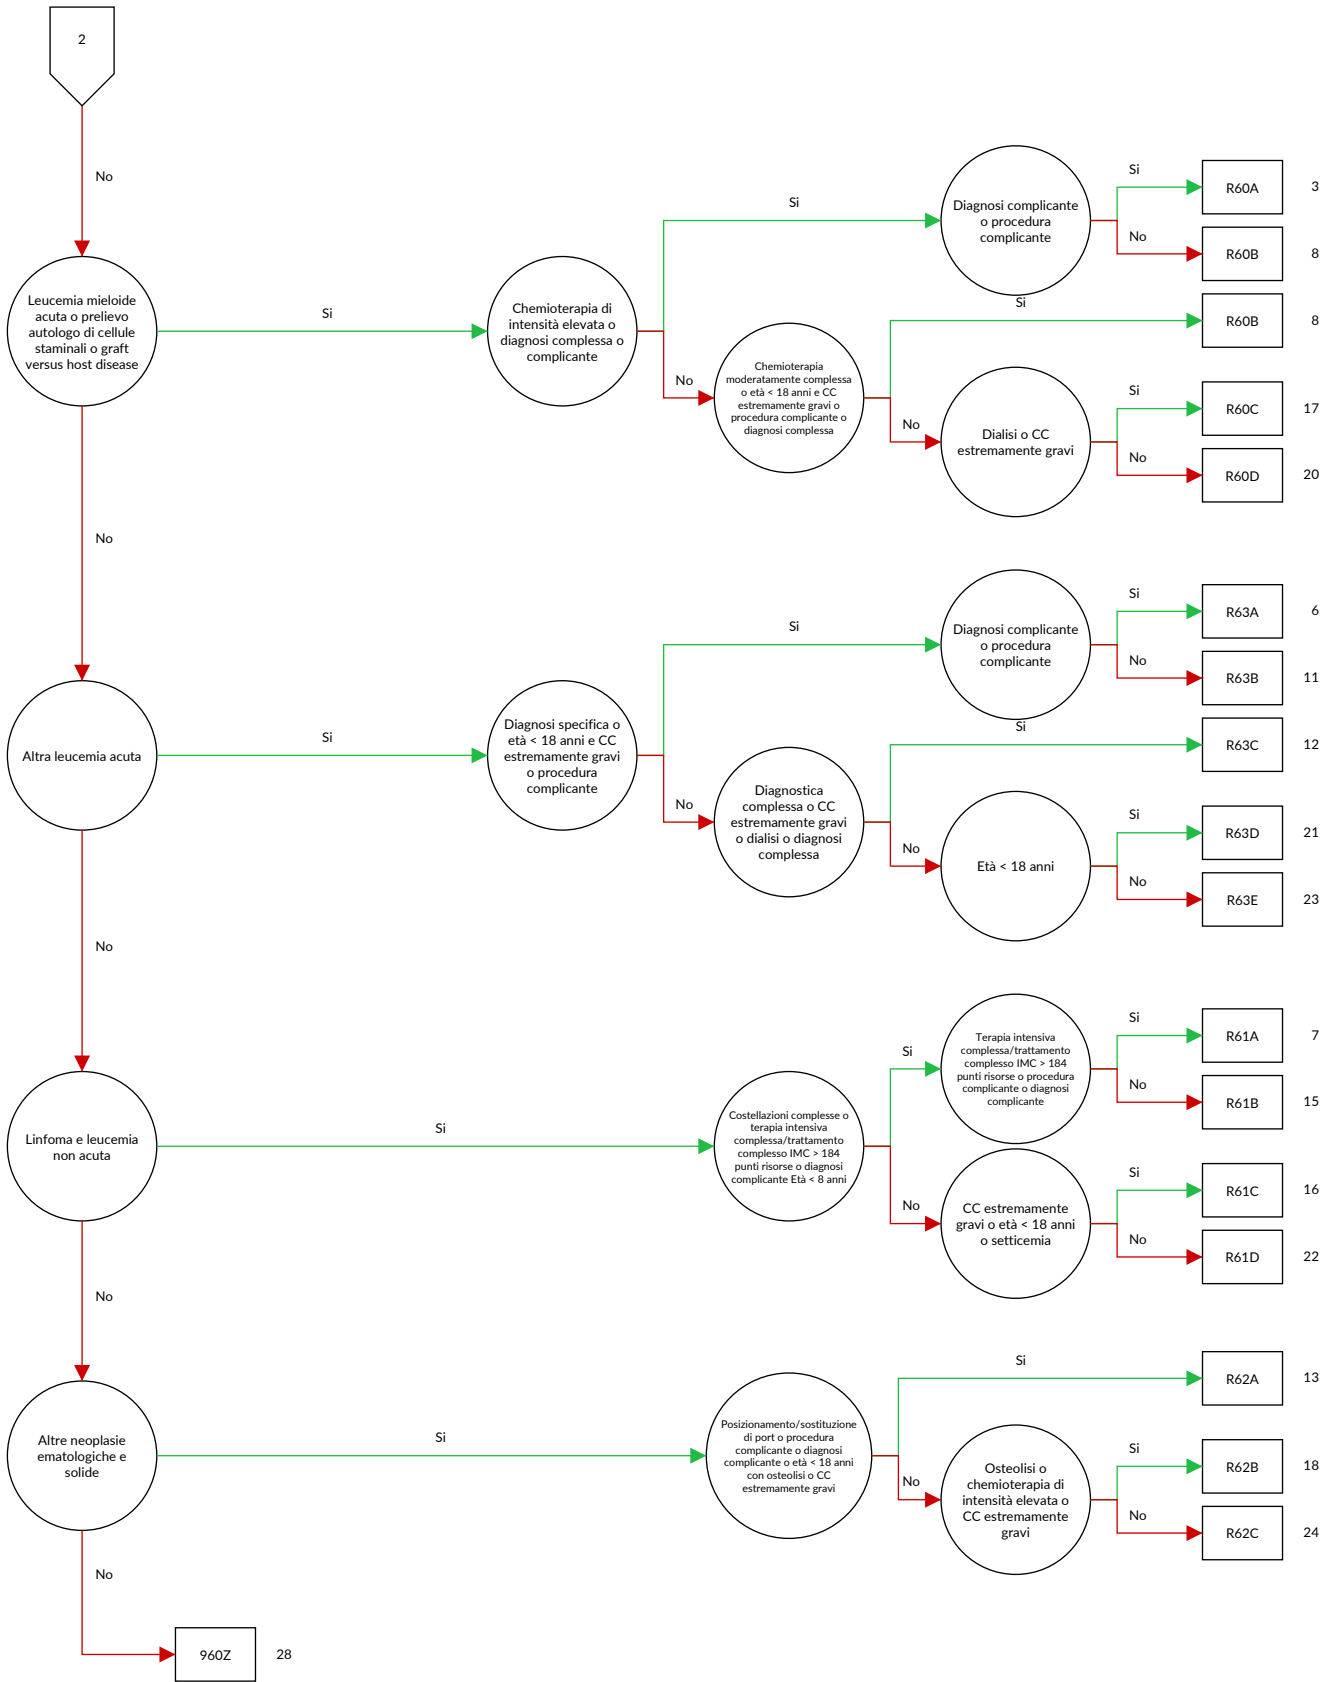 2
No
Leucemia mieloide
acuta o prelievo
autologo di cellule
staminali o graft
versus host disease
Si
Chemioterapia di
intensità elevata o
diagnosi complessa o
complicante
Si
Diagnosi complicante
o procedura
complicante
Si
R60A
3
No
R60B
8
No
Chemioterapia
moderatamente complessa
o età < 18 anni e CC
estremamente gravi o
procedura complicante o
diagnosi complessa
Si
R60B
8
No
Dialisi o CC
estremamente gravi
Si
R60C
17
No
R60D
20
No
Altra leucemia acuta
Si
Diagnosi specifica o
età < 18 anni e CC
estremamente gravi
o procedura
complicante
Si
Diagnosi complicante
o procedura
complicante
Si
R63A
6
No
R63B
11
No
Diagnostica
complessa o CC
estremamente gravi
o dialisi o diagnosi
complessa
Si
R63C
12
No
Età < 18 anni
Si
R63D
21
No
R63E
23
No
Linfoma e leucemia
non acuta
Si
Costellazioni complesse o
terapia intensiva
complessa/trattamento
complesso IMC > 184
punti risorse o diagnosi
complicante Età < 8 anni
Si
Terapia intensiva
complessa/trattamento
complesso IMC > 184
punti risorse o procedura
complicante o diagnosi
complicante
Si
R61A
7
No
R61B
15
No
CC estremamente
gravi o età < 18 anni
o setticemia
Si
R61C
16
No
R61D
22
No
Altre neoplasie
ematologiche e
solide
Si
Posizionamento/sostituzione
di port o procedura
complicante o diagnosi
complicante o età < 18 anni
con osteolisi o CC
estremamente gravi
Si
R62A
13
No
Osteolisi o
chemioterapia di
intensità elevata o
CC estremamente
gravi
Si
R62B
18
No
R62C
24
No
960Z
28